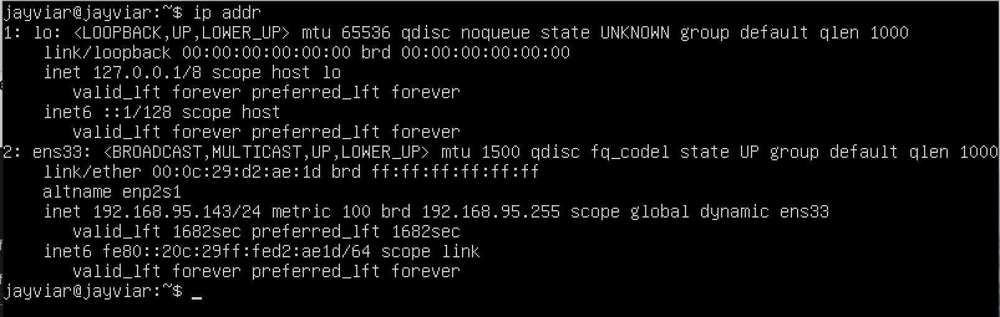 jayviar@jayviar:~$ ip addr
1: lo: <LOOPBACK,UP,LOWER_UP> mtu 65536 qdisc noqueue state UNKNOWN group default qlen 1000
    link/loopback 00:00:00:00:00:00 brd 00:00:00:00:00:00
    inet 127.0.0.1/8 scope host lo
       valid_lft forever preferred_lft forever
    inet6 ::1/128 scope host
       valid_lft forever preferred_lft forever
2: ens33: <BROADCAST,MULTICAST,UP,LOWER_UP> mtu 1500 qdisc fq_codel state UP group default qlen 1000
    link/ether 00:0c:29:d2:ae:1d brd ff:ff:ff:ff:ff:ff
    altname enp2s1
    inet 192.168.95.143/24 metric 100 brd 192.168.95.255 scope global dynamic ens33
       valid_lft 1682sec preferred_lft 1682sec
    inet6 fe80::20c:29ff:fed2:ae1d/64 scope link
       valid_lft forever preferred_lft forever
jayviar@jayviar:~$ _